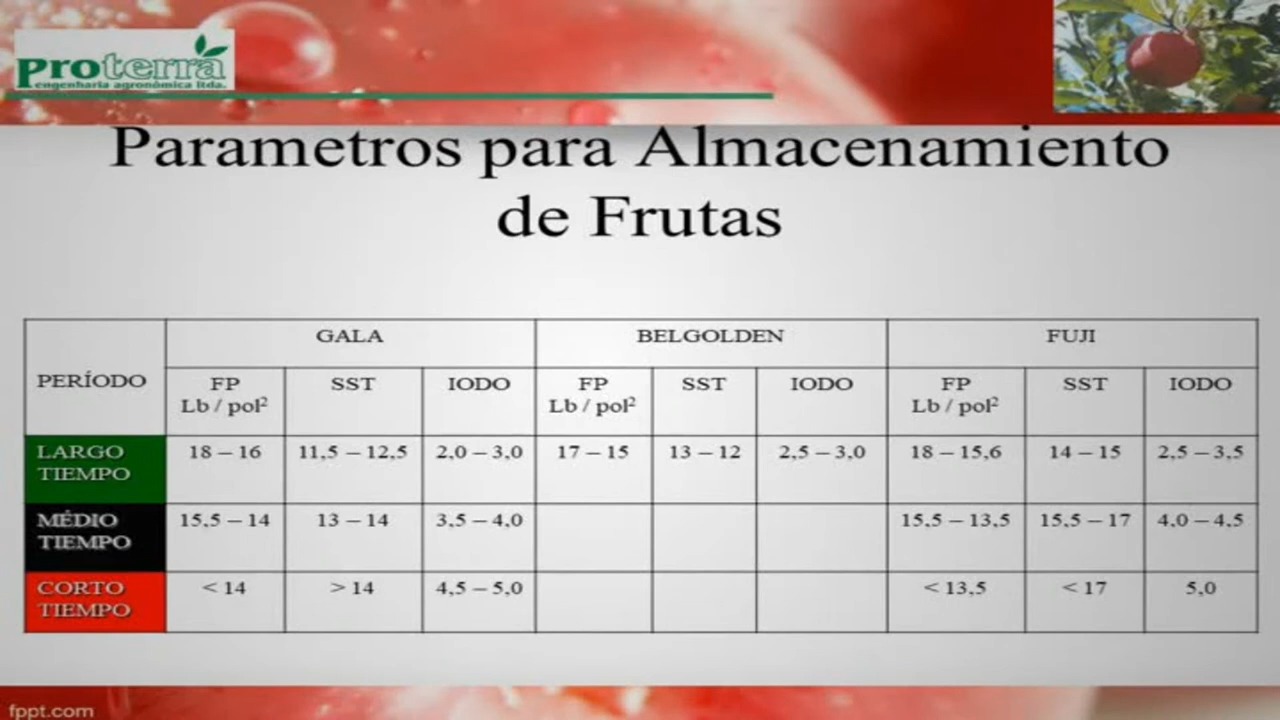 proterra
engenharia agronômica ltda.
Parametros para Almacenamiento
de Frutas
PERÍODO
GALA
BELGOLDEN
FUJI
FP
Lb / pol²
SST
IODO
FP
Lb / pol²
SST
IODO
FP
Lb / pol²
SST
IODO
LARGO
TIEMPO
18 – 16
11,5 – 12,5
2,0 – 3,0
17 – 15
13 – 12
2,5 – 3,0
18 – 15,6
14 – 15
2,5 – 3,5
MÉDIO
TIEMPO
15,5 – 14
13 – 14
3,5 – 4,0
15,5 – 13,5
15,5 – 17
4,0 – 4,5
CORTO
TIEMPO
< 14
> 14
4,5 – 5,0
< 13,5
< 17
5,0
fppt.com